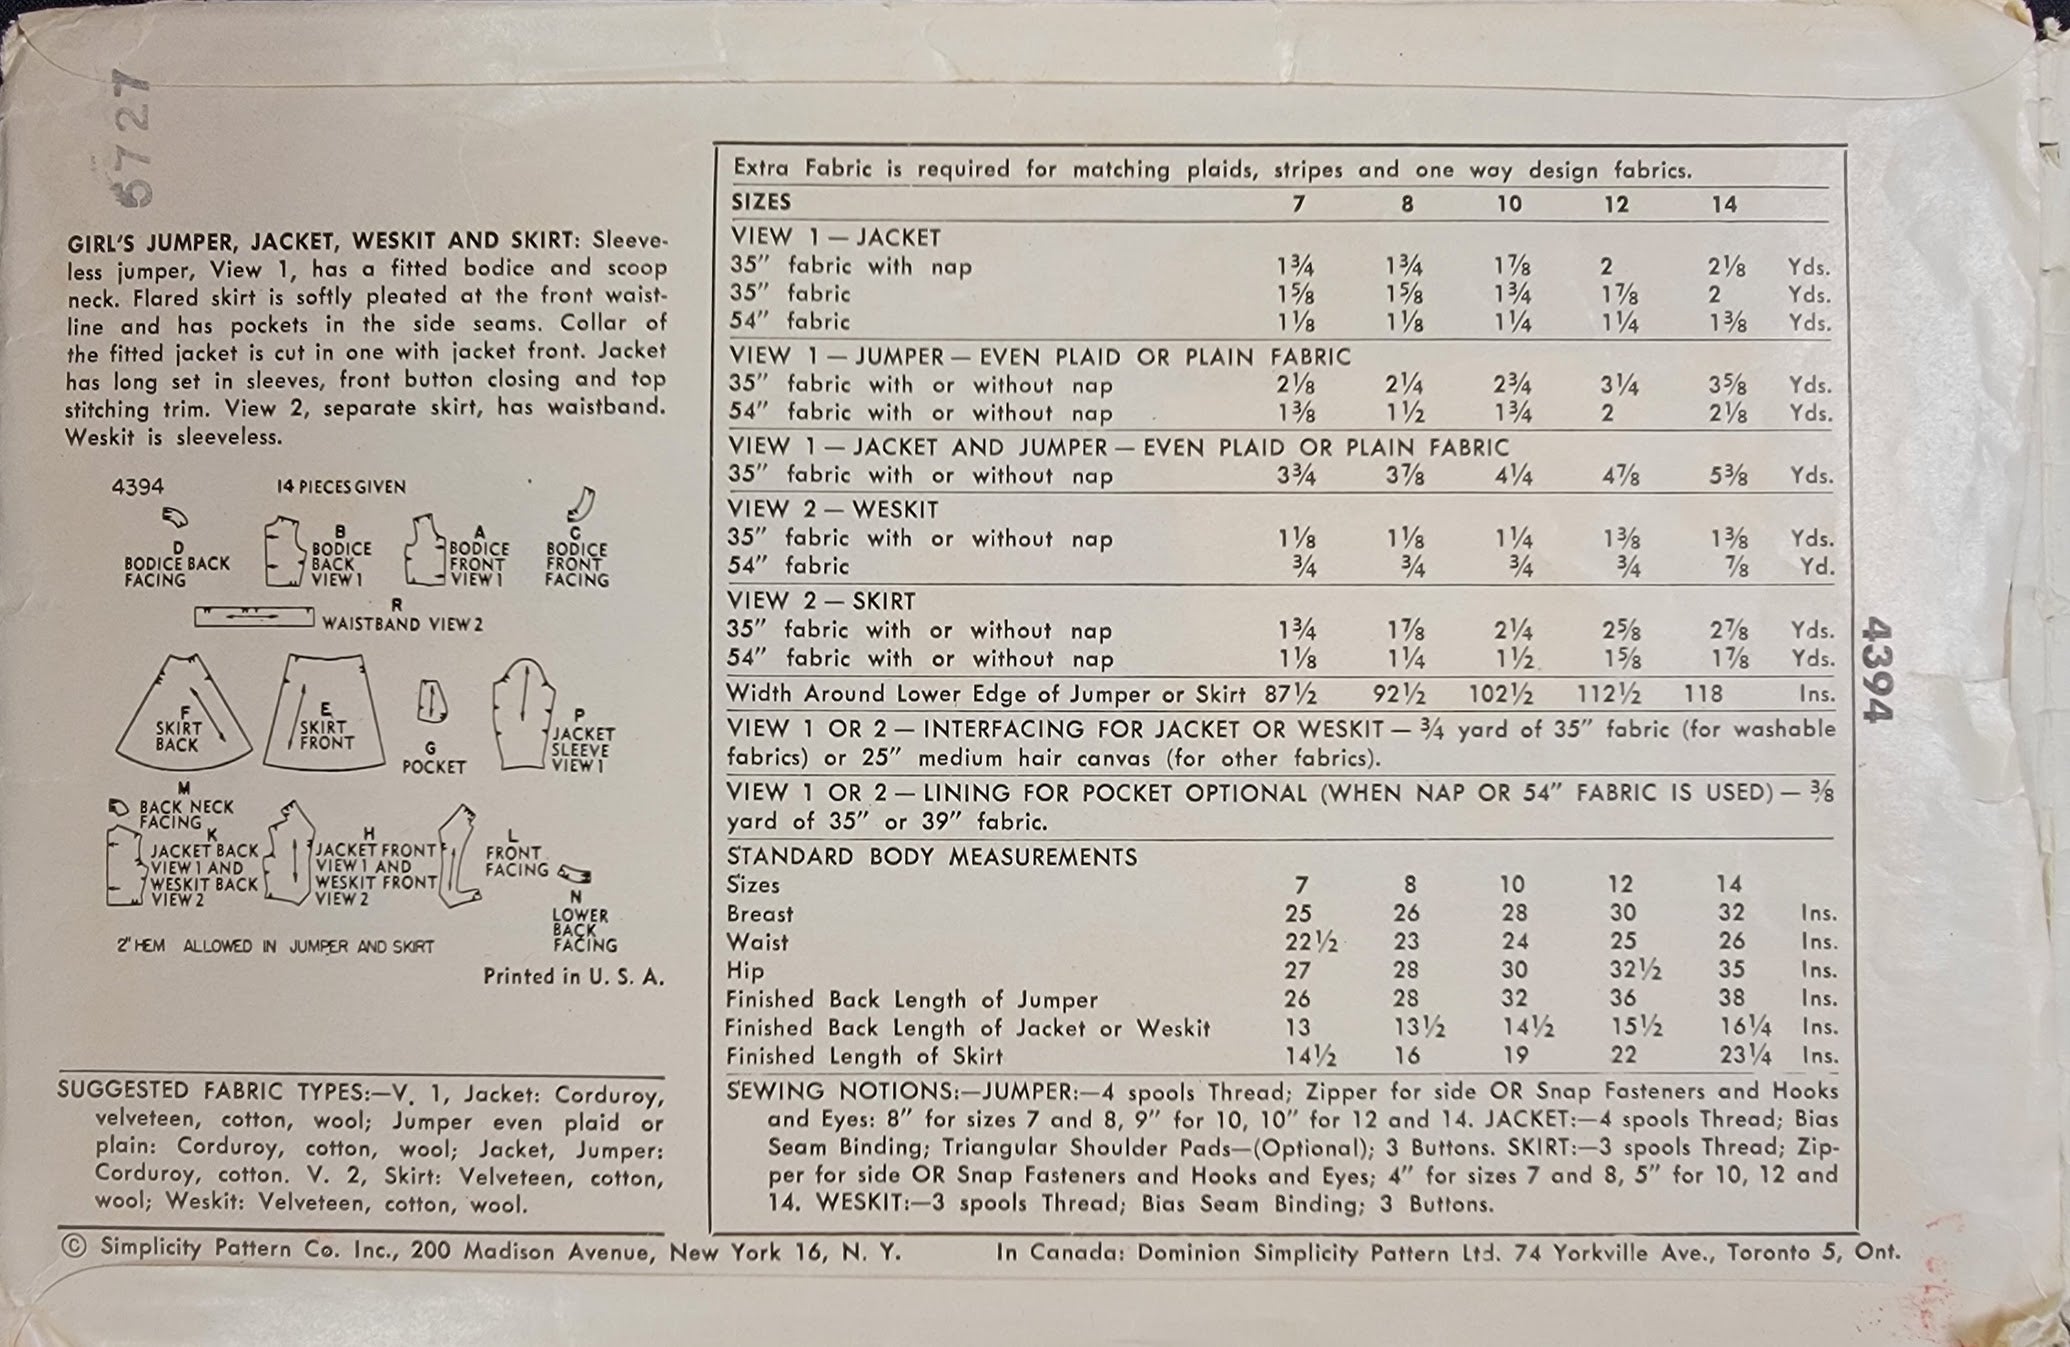 6727
GIRL'S JUMPER, JACKET, WESKIT AND SKIRT: Sleeve-
less jumper, View 1, has a fitted bodice and scoop
neck. Flared skirt is softly pleated at the front waist-
line and has pockets in the side seams. Collar of
the fitted jacket is cut in one with jacket front. Jacket
has long set in sleeves, front button closing and top
stitching trim. View 2, separate skirt, has waistband.
Weskit is sleeveless.
4394 14 PIECES GIVEN
D
BODICE BACK
FACING
B
BODICE
BACK
VIEW 1
A
BODICE
FRONT
VIEW 1
C
BODICE
FRONT
FACING
R
WAISTBAND VIEW 2
F
SKIRT
BACK
E
SKIRT
FRONT
G
POCKET
P
JACKET
SLEEVE
VIEW 1
M
BACK NECK
FACING
K
JACKET BACK
VIEW 1 AND
WESKIT BACK
VIEW 2
H
JACKET FRONT
VIEW 1 AND
WESKIT FRONT
VIEW 2
L
FRONT
FACING
N
LOWER
BACK
FACING
2" HEM ALLOWED IN JUMPER AND SKIRT
Printed in U. S. A.
SUGGESTED FABRIC TYPES:—V. 1, Jacket: Corduroy,
velveteen, cotton, wool; Jumper even plaid or
plain: Corduroy, cotton, wool; Jacket, Jumper:
Corduroy, cotton. V. 2, Skirt: Velveteen, cotton,
wool; Weskit: Velveteen, cotton, wool.
Extra Fabric is required for matching plaids, stripes and one way design fabrics.
SIZES 7 8 10 12 14
VIEW 1 — JACKET
35" fabric with nap 1¾ 1¾ 1⅞ 2 2⅛ Yds.
35" fabric 1⅝ 1⅝ 1¾ 1⅞ 2 Yds.
54" fabric 1⅛ 1⅛ 1¼ 1¼ 1⅜ Yds.
VIEW 1 — JUMPER — EVEN PLAID OR PLAIN FABRIC
35" fabric with or without nap 2⅛ 2¼ 2¾ 3¼ 3⅝ Yds.
54" fabric with or without nap 1⅜ 1½ 1¾ 2 2⅛ Yds.
VIEW 1 — JACKET AND JUMPER — EVEN PLAID OR PLAIN FABRIC
35" fabric with or without nap 3¾ 3⅞ 4¼ 4⅞ 5⅜ Yds.
VIEW 2 — WESKIT
35" fabric with or without nap 1⅛ 1⅛ 1¼ 1⅜ 1⅜ Yds.
54" fabric ¾ ¾ ¾ ¾ ⅞ Yd.
VIEW 2 — SKIRT
35" fabric with or without nap 1¾ 1⅞ 2¼ 2⅝ 2⅞ Yds.
54" fabric with or without nap 1⅛ 1¼ 1½ 1⅝ 1⅞ Yds.
Width Around Lower Edge of Jumper or Skirt 87½ 92½ 102½ 112½ 118 Ins.
VIEW 1 OR 2 — INTERFACING FOR JACKET OR WESKIT — ¾ yard of 35" fabric (for washable
fabrics) or 25" medium hair canvas (for other fabrics).
VIEW 1 OR 2 — LINING FOR POCKET OPTIONAL (WHEN NAP OR 54" FABRIC IS USED) — ⅜
yard of 35" or 39" fabric.
STANDARD BODY MEASUREMENTS
Sizes 7 8 10 12 14
Breast 25 26 28 30 32 Ins.
Waist 22½ 23 24 25 26 Ins.
Hip 27 28 30 32½ 35 Ins.
Finished Back Length of Jumper 26 28 32 36 38 Ins.
Finished Back Length of Jacket or Weskit 13 13½ 14½ 15½ 16¼ Ins.
Finished Length of Skirt 14½ 16 19 22 23¼ Ins.
SEWING NOTIONS:—JUMPER:—4 spools Thread; Zipper for side OR Snap Fasteners and Hooks
and Eyes: 8" for sizes 7 and 8, 9" for 10, 10" for 12 and 14. JACKET:—4 spools Thread; Bias
Seam Binding; Triangular Shoulder Pads—(Optional); 3 Buttons. SKIRT:—3 spools Thread; Zip-
per for side OR Snap Fasteners and Hooks and Eyes; 4" for sizes 7 and 8, 5" for 10, 12 and
14. WESKIT:—3 spools Thread; Bias Seam Binding; 3 Buttons.
4394
© Simplicity Pattern Co. Inc., 200 Madison Avenue, New York 16, N. Y. In Canada: Dominion Simplicity Pattern Ltd. 74 Yorkville Ave., Toronto 5, Ont.